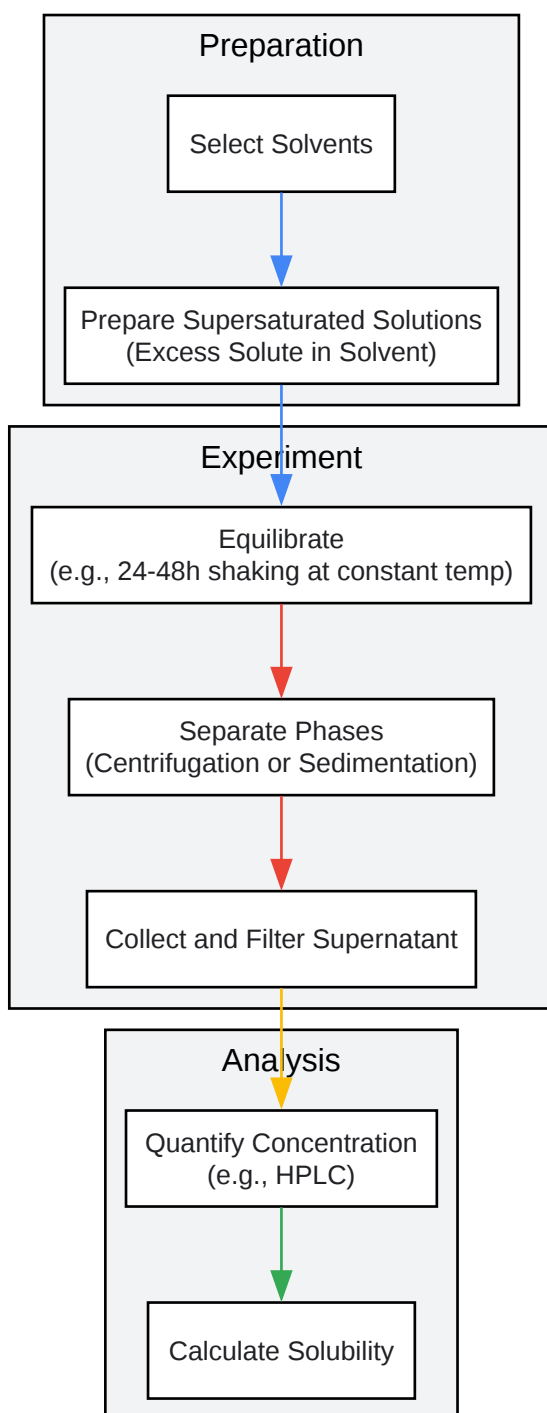 Preparation
Select Solvents
Prepare Supersaturated Solutions
(Excess Solute in Solvent)
Experiment
Equilibrate
(e.g., 24-48h shaking at constant temp)
Separate Phases
(Centrifugation or Sedimentation)
Collect and Filter Supernatant
Analysis
Quantify Concentration
(e.g., HPLC)
Calculate Solubility